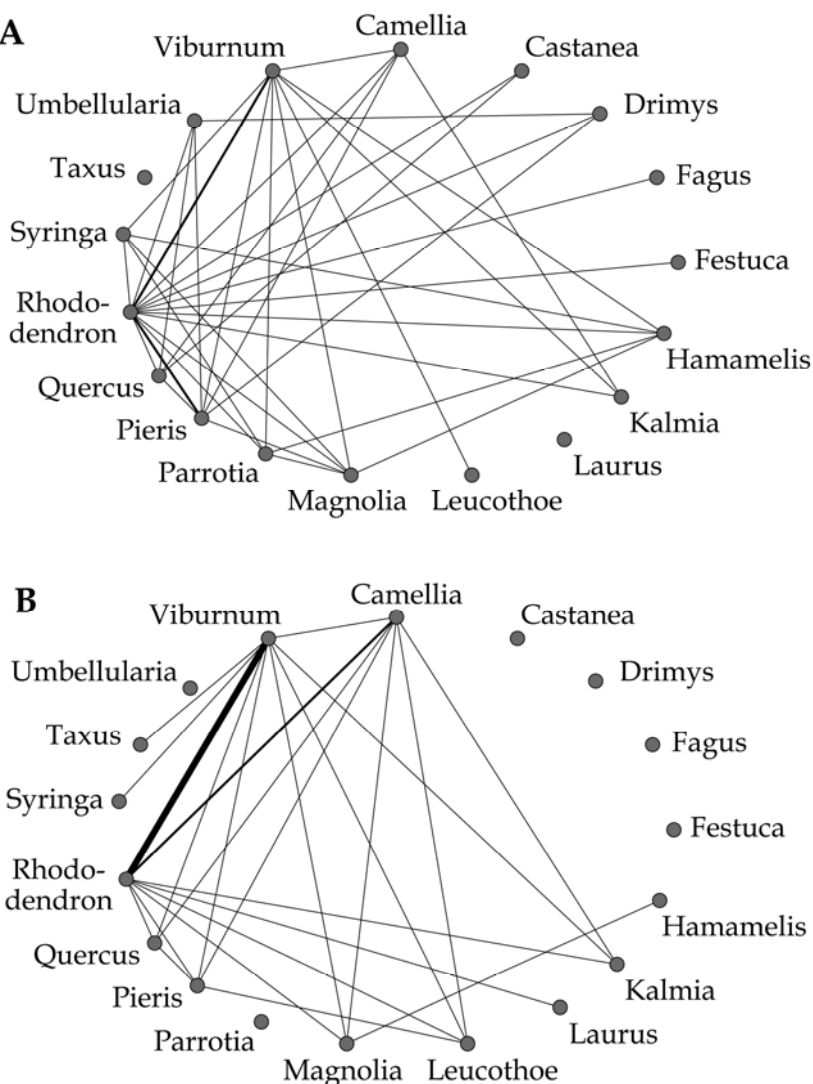 A
Camellia
Viburnum
Castanea
Umbellularia
Drimys
Taxus
Fagus
Syringa
Festuca
Rhodo-
dendron
Hamamelis
Quercus
Kalmia
Pieris
Laurus
Parrotia
Magnolia
Leucothoe
B
Camellia
Viburnum
Castanea
Umbellularia
Drimys
Taxus
Fagus
Syringa
Festuca
Rhodo-
dendron
Hamamelis
Quercus
Kalmia
Pieris
Laurus
Parrotia
Magnolia
Leucothoe